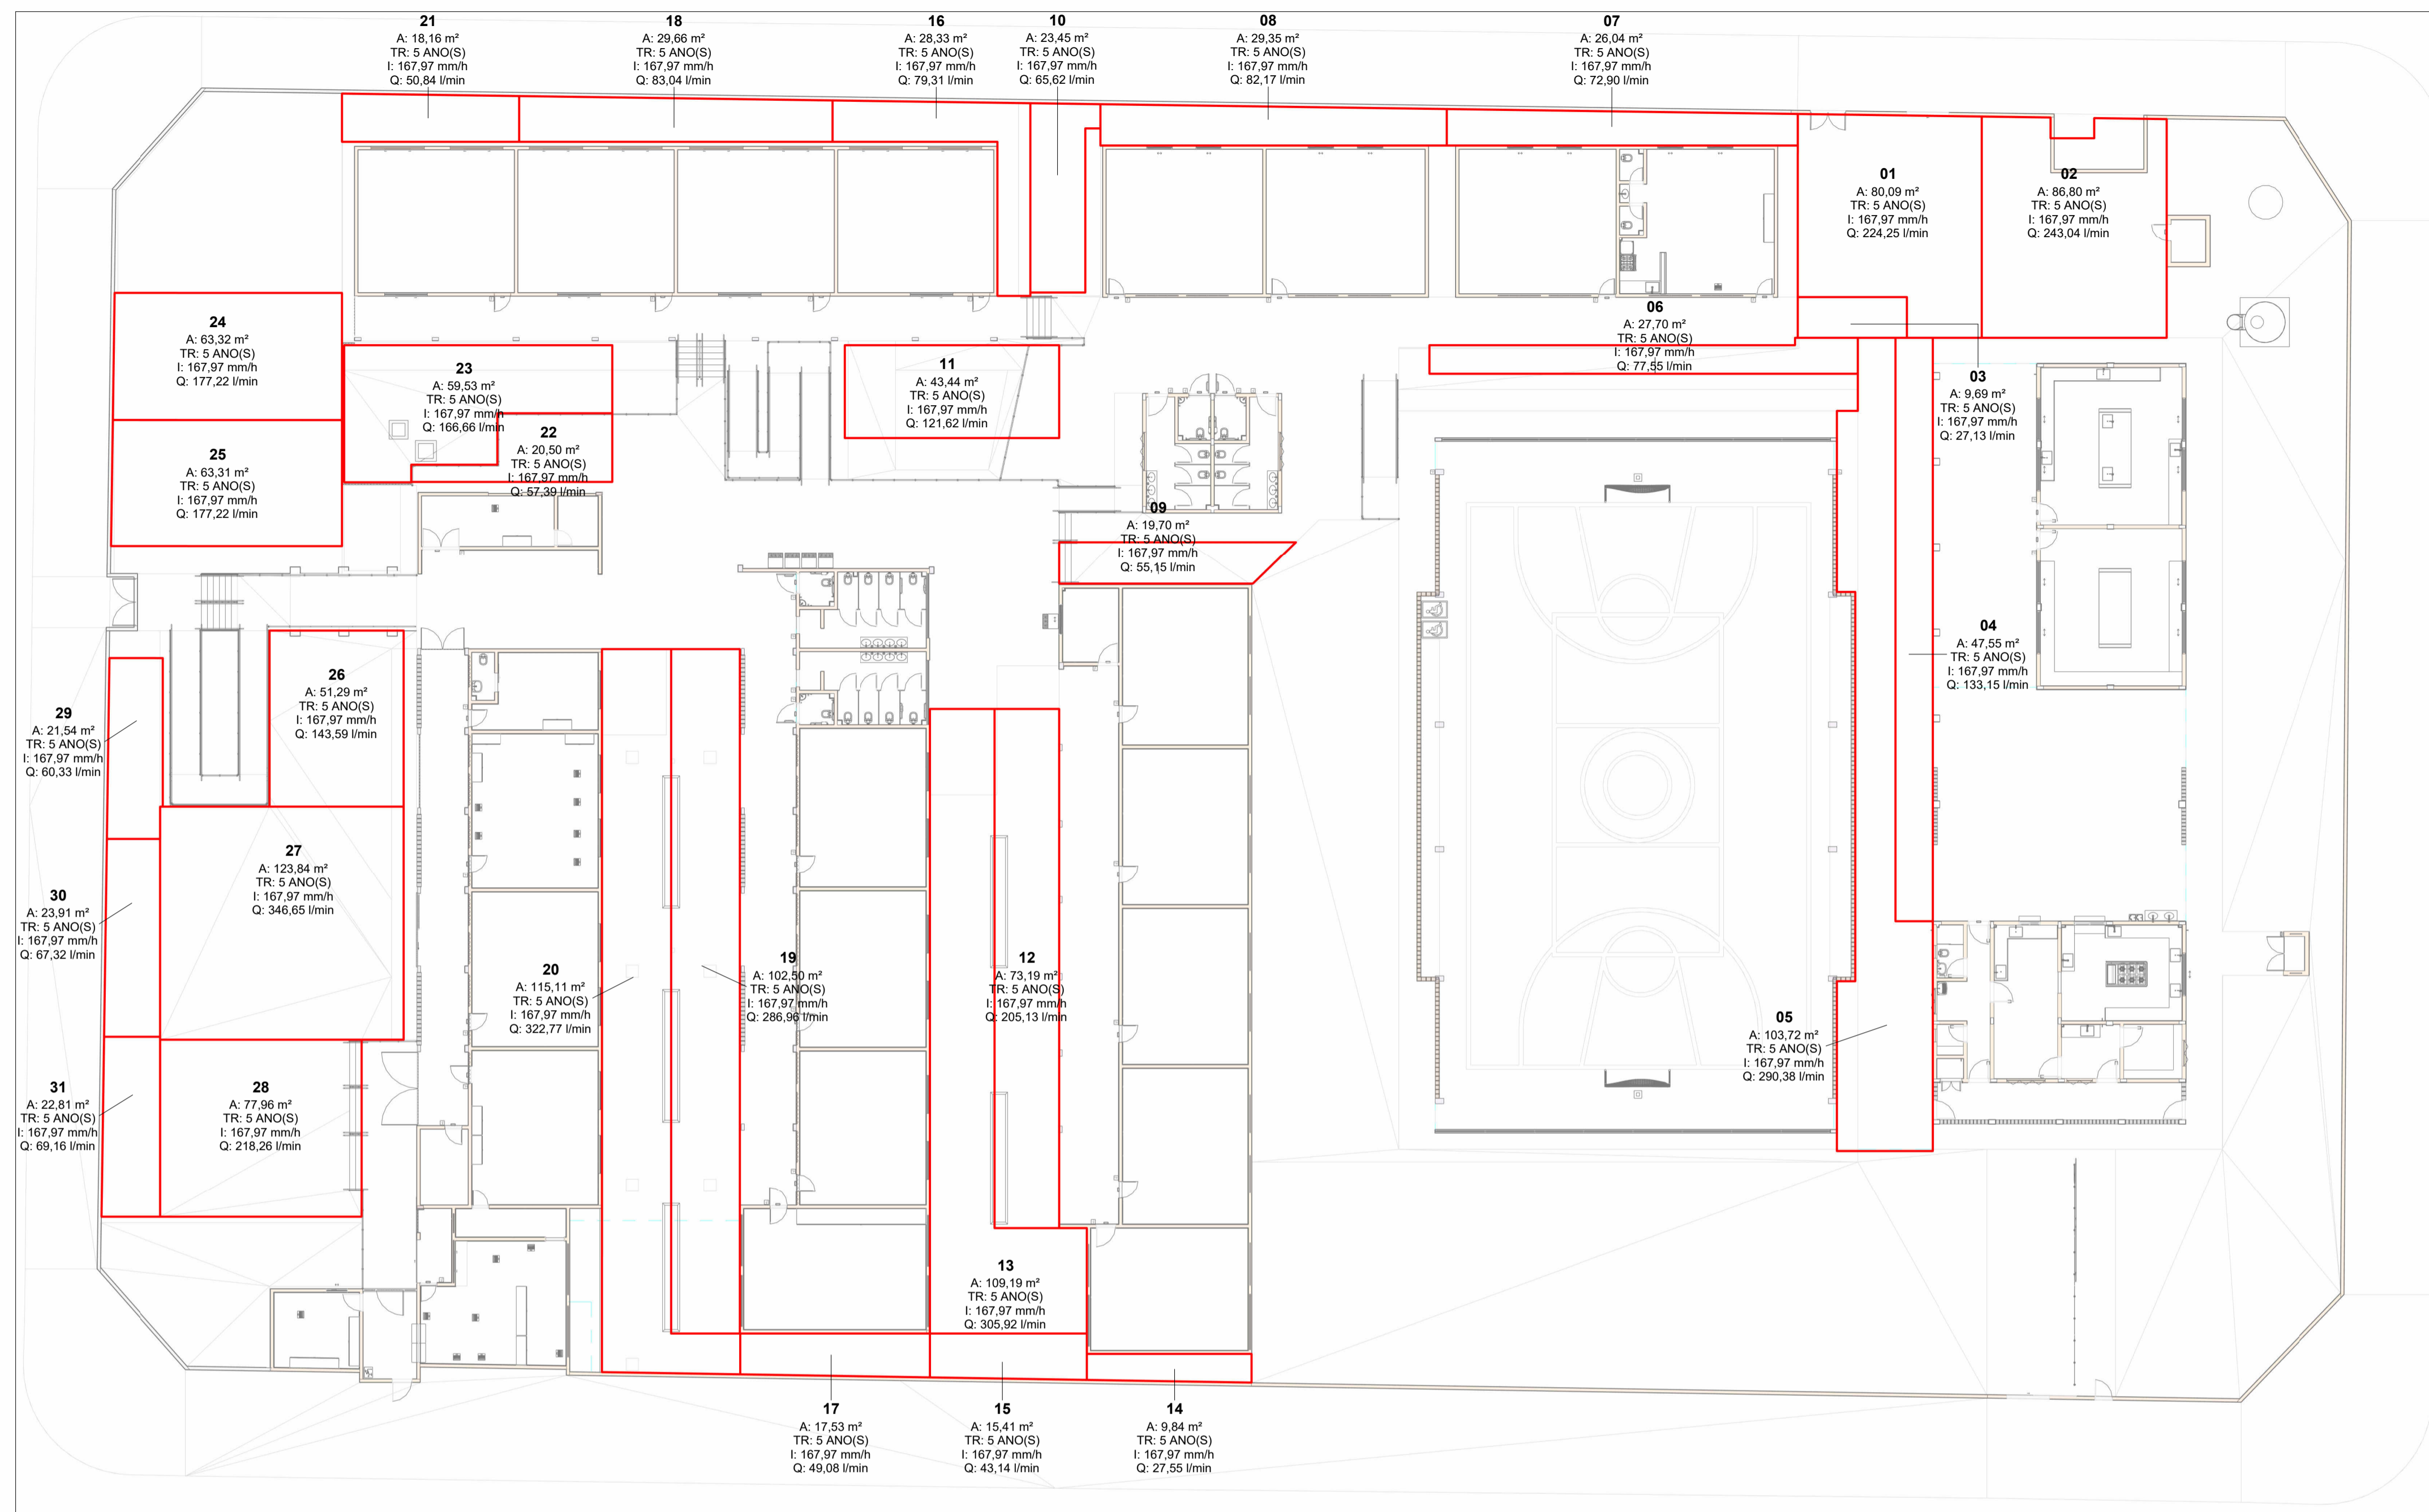 21
A: 18,16 m²
TR: 5 ANO(S)
I: 167,97 mm/h
Q: 50,84 l/min
18
A: 29,66 m²
TR: 5 ANO(S)
I: 167,97 mm/h
Q: 83,04 l/min
16
A: 28,33 m²
TR: 5 ANO(S)
I: 167,97 mm/h
Q: 79,31 l/min
10
A: 23,45 m²
TR: 5 ANO(S)
I: 167,97 mm/h
Q: 65,62 l/min
08
A: 29,35 m²
TR: 5 ANO(S)
I: 167,97 mm/h
Q: 82,17 l/min
07
A: 26,04 m²
TR: 5 ANO(S)
I: 167,97 mm/h
Q: 72,90 l/min
01
A: 80,09 m²
TR: 5 ANO(S)
I: 167,97 mm/h
Q: 224,25 l/min
02
A: 86,80 m²
TR: 5 ANO(S)
I: 167,97 mm/h
Q: 243,04 l/min
24
A: 63,32 m²
TR: 5 ANO(S)
I: 167,97 mm/h
Q: 177,22 l/min
23
A: 59,53 m²
TR: 5 ANO(S)
I: 167,97 mm/h
Q: 166,66 l/min
11
A: 43,44 m²
TR: 5 ANO(S)
I: 167,97 mm/h
Q: 121,62 l/min
06
A: 27,70 m²
TR: 5 ANO(S)
I: 167,97 mm/h
Q: 77,55 l/min
03
A: 9,69 m²
TR: 5 ANO(S)
I: 167,97 mm/h
Q: 27,13 l/min
25
A: 63,31 m²
TR: 5 ANO(S)
I: 167,97 mm/h
Q: 177,22 l/min
22
A: 20,50 m²
TR: 5 ANO(S)
I: 167,97 mm/h
Q: 57,39 l/min
09
A: 19,70 m²
TR: 5 ANO(S)
I: 167,97 mm/h
Q: 55,15 l/min
04
A: 47,55 m²
TR: 5 ANO(S)
I: 167,97 mm/h
Q: 133,15 l/min
26
A: 51,29 m²
TR: 5 ANO(S)
I: 167,97 mm/h
Q: 143,59 l/min
29
A: 21,54 m²
TR: 5 ANO(S)
I: 167,97 mm/h
Q: 60,33 l/min
27
A: 123,84 m²
TR: 5 ANO(S)
I: 167,97 mm/h
Q: 346,65 l/min
30
A: 23,91 m²
TR: 5 ANO(S)
I: 167,97 mm/h
Q: 67,32 l/min
20
A: 115,11 m²
TR: 5 ANO(S)
I: 167,97 mm/h
Q: 322,77 l/min
19
A: 102,50 m²
TR: 5 ANO(S)
I: 167,97 mm/h
Q: 286,96 l/min
12
A: 73,19 m²
TR: 5 ANO(S)
I: 167,97 mm/h
Q: 205,13 l/min
05
A: 103,72 m²
TR: 5 ANO(S)
I: 167,97 mm/h
Q: 290,38 l/min
31
A: 22,81 m²
TR: 5 ANO(S)
I: 167,97 mm/h
Q: 69,16 l/min
28
A: 77,96 m²
TR: 5 ANO(S)
I: 167,97 mm/h
Q: 218,26 l/min
13
A: 109,19 m²
TR: 5 ANO(S)
I: 167,97 mm/h
Q: 305,92 l/min
17
A: 17,53 m²
TR: 5 ANO(S)
I: 167,97 mm/h
Q: 49,08 l/min
15
A: 15,41 m²
TR: 5 ANO(S)
I: 167,97 mm/h
Q: 43,14 l/min
14
A: 9,84 m²
TR: 5 ANO(S)
I: 167,97 mm/h
Q: 27,55 l/min